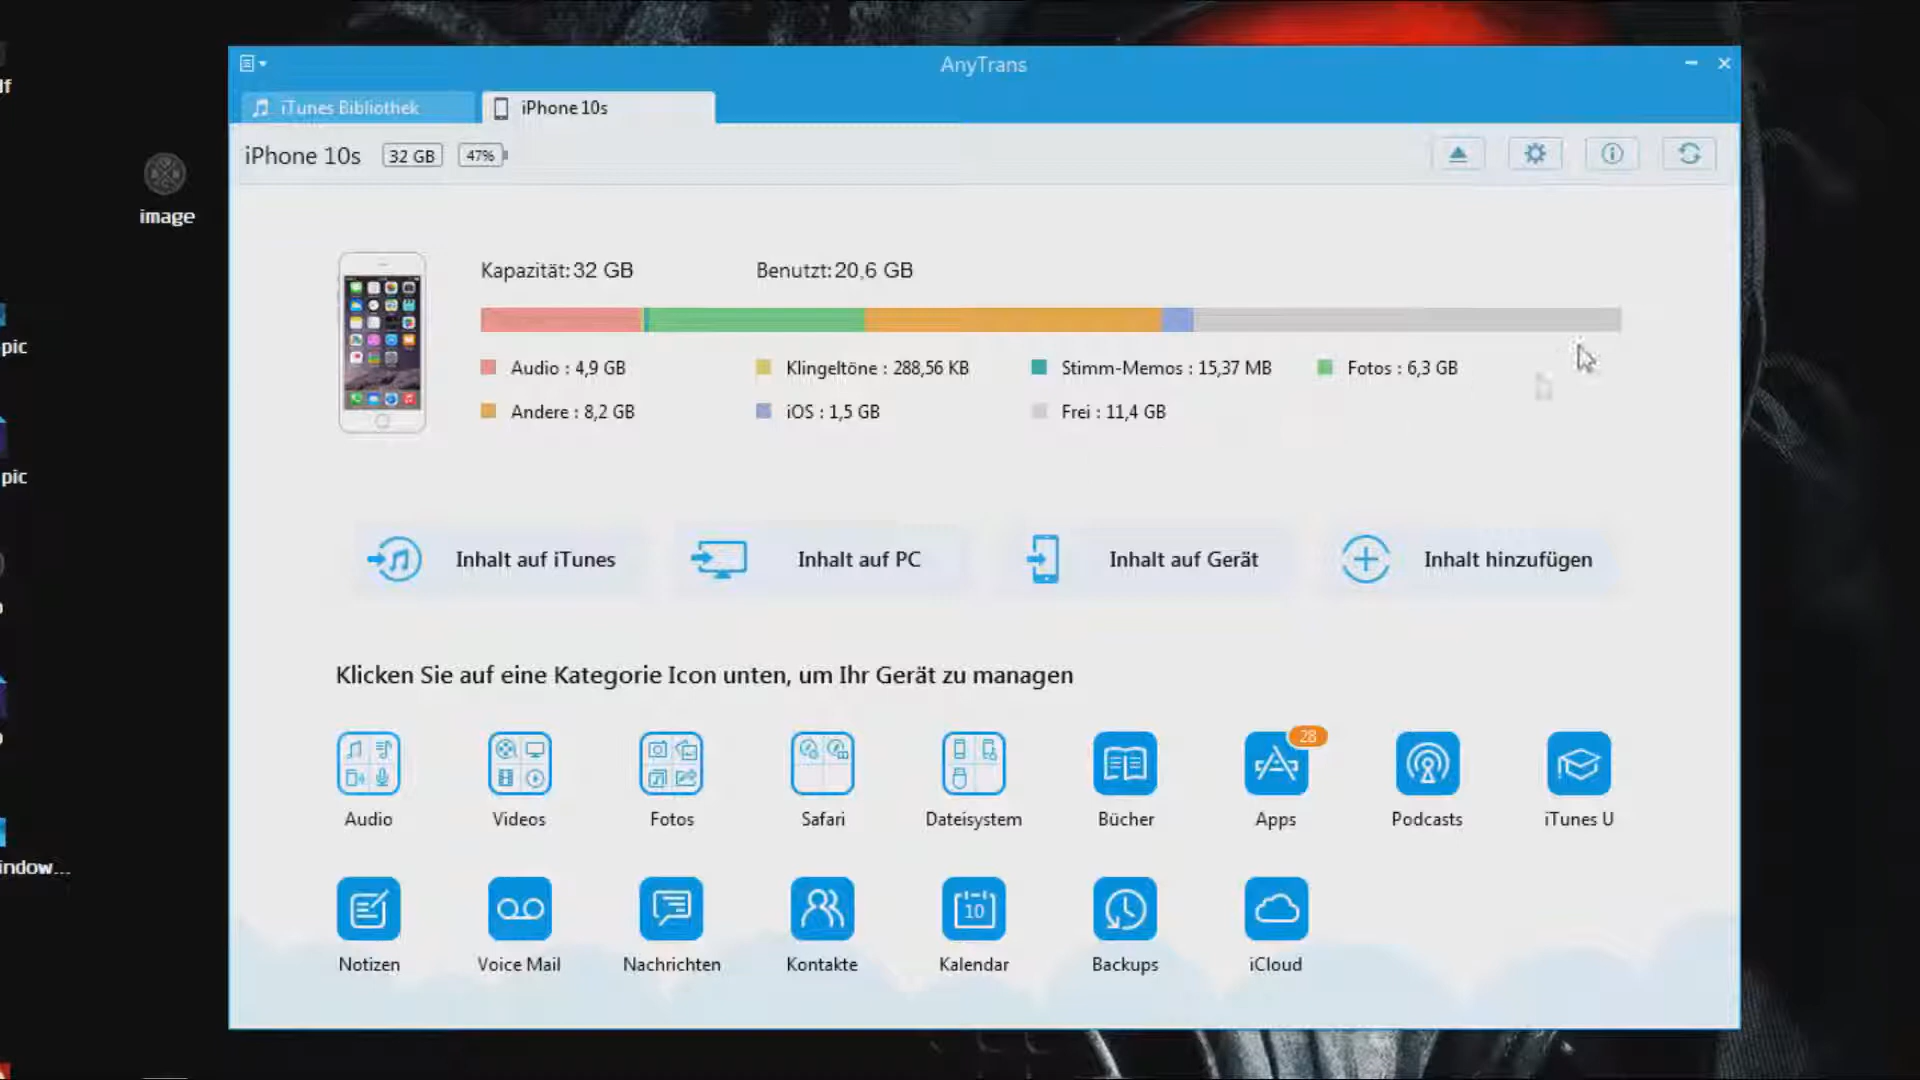 AnyTrans
iTunes Bibliothek
iPhone 10s
iPhone 10s
32 GB
47%
image
Kapazität: 32 GB
Benutzt: 20,6 GB
Audio : 4,9 GB
Klingeltöne : 288,56 KB
Stimm-Memos : 15,37 MB
Fotos : 6,3 GB
Andere : 8,2 GB
iOS : 1,5 GB
Frei : 11,4 GB
pic
pic
Inhalt auf iTunes
Inhalt auf PC
Inhalt auf Gerät
Inhalt hinzufügen
Klicken Sie auf eine Kategorie Icon unten, um Ihr Gerät zu managen
28
Audio
Videos
Fotos
Safari
Dateisystem
Bücher
Apps
Podcasts
iTunes U
indow...
10
Notizen
Voice Mail
Nachrichten
Kontakte
Kalendar
Backups
iCloud